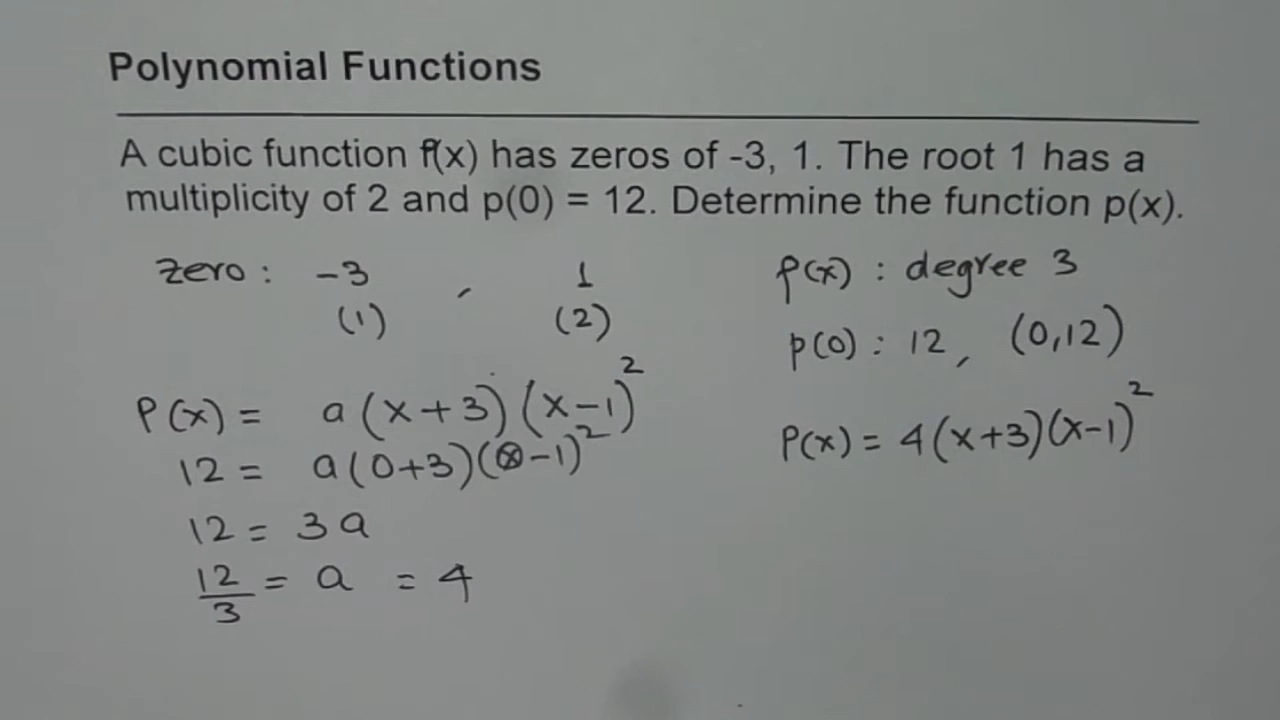 Polynomial Functions
A cubic function f(x) has zeros of -3, 1. The root 1 has a
multiplicity of 2 and p(0) = 12. Determine the function p(x).
zero : -3 , 1
(1) (2)
P(x) = a(x+3)(x-1)²
12 = a(0+3)(⊗-1)²
12 = 3a
12/3 = a = 4
p(x) : degree 3
p(0) : 12, (0,12)
P(x) = 4(x+3)(x-1)²